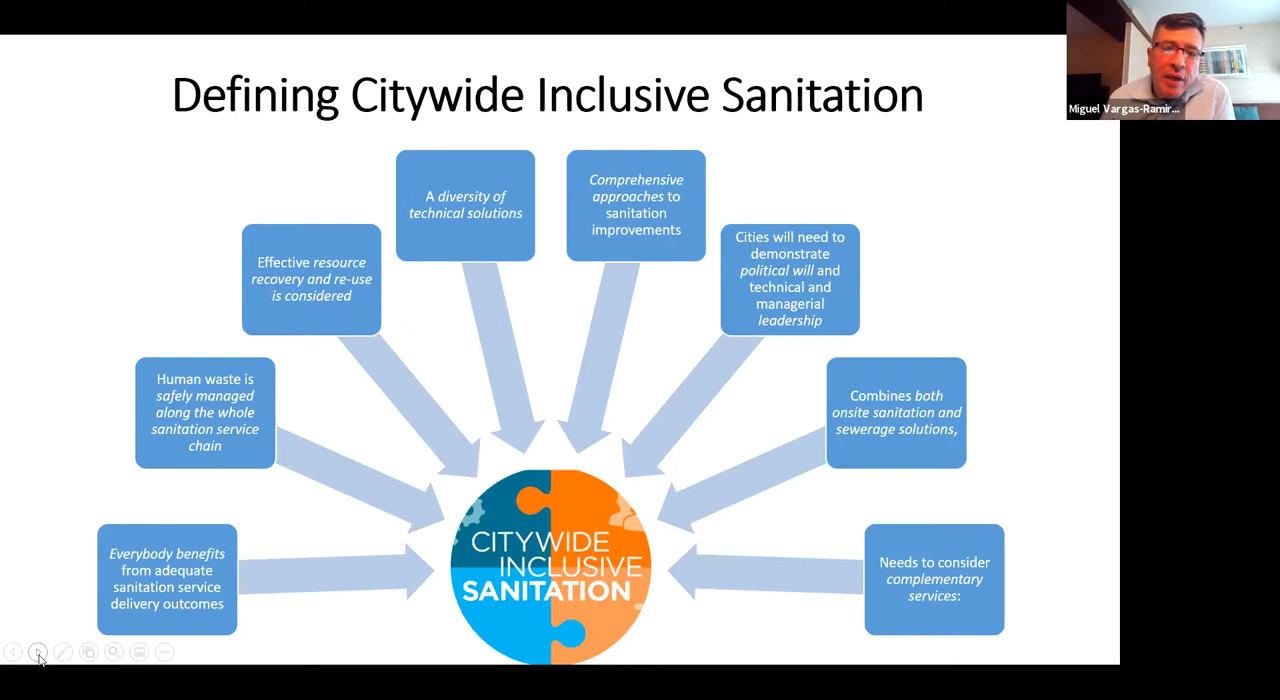 Defining Citywide Inclusive Sanitation
Miguel Vargas-Ramir...
A diversity of
technical solutions
Comprehensive
approaches to
sanitation
improvements
Effective resource
recovery and re-use
is considered
Cities will need to
demonstrate
political will and
technical and
managerial
leadership
Human waste is
safely managed
along the whole
sanitation service
chain
Combines both
onsite sanitation and
sewerage solutions,
Everybody benefits
from adequate
sanitation service
delivery outcomes
CITYWIDE
INCLUSIVE
SANITATION
Needs to consider
complementary
services: